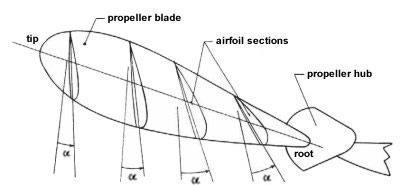 propeller blade
tip
airfoil sections
propeller hub
root
α
α
α
α